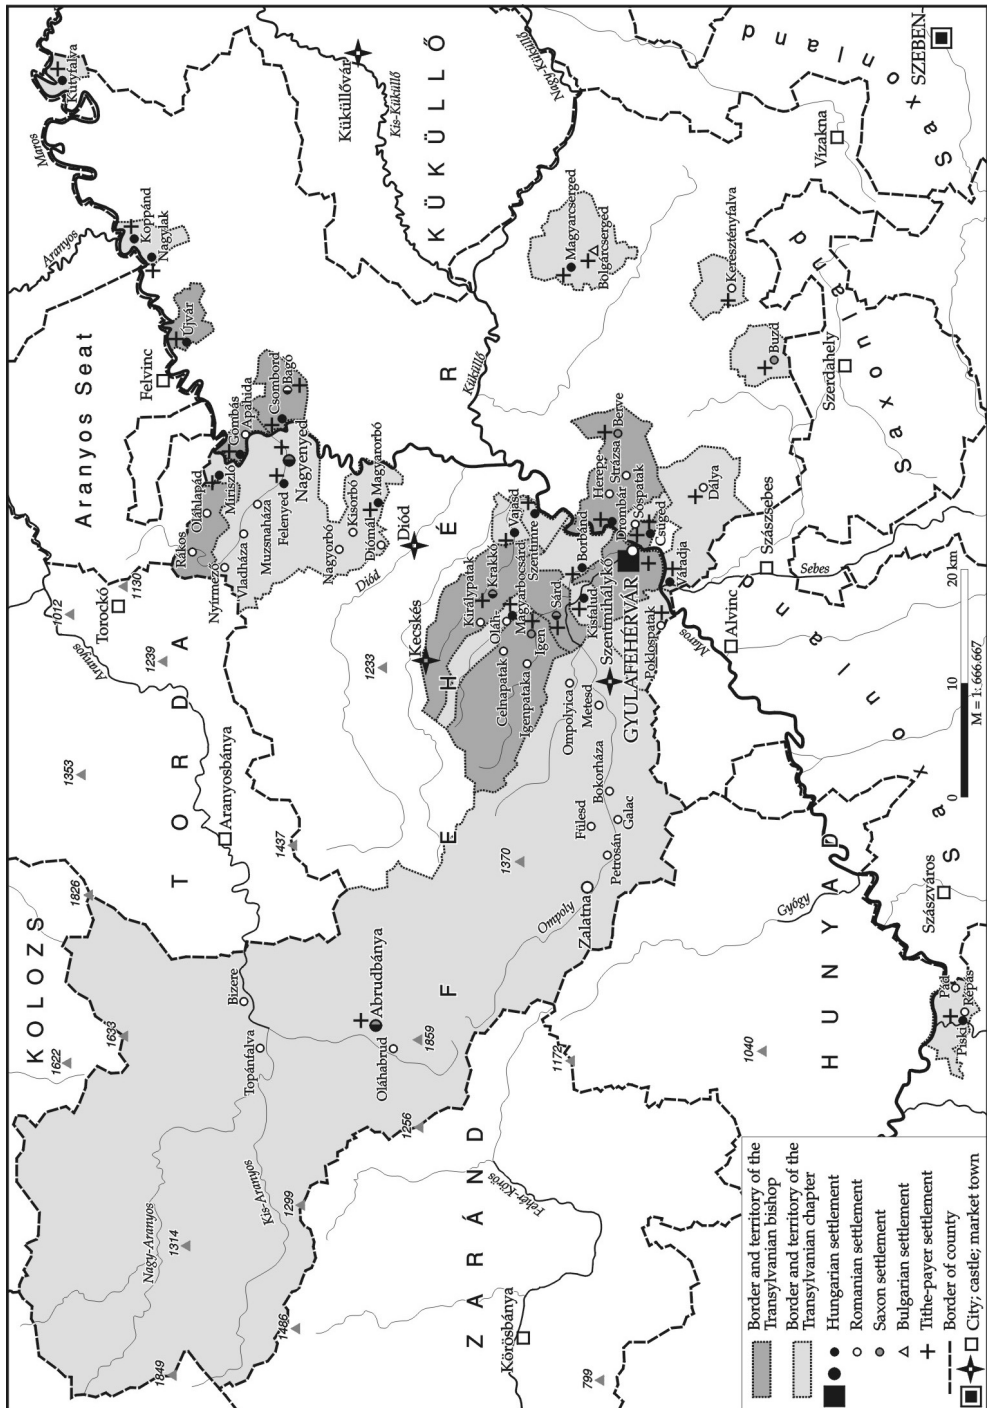 KOLOZS
1622
1012
1633
1826
1353
Aranyos Seat
Maros
Kutyfalva
Aranyos
Aranyos
Torockó
1130
Koppánd
Nagylak
1849
Nagy-Aranyos
1314
1239
Felvinc
Újvár
TORDA
Aranyosbánya
Rákos
Oláhlapád
Miriszló
Gombás
Apahida
Bizere
Topánfalva
Nyírmező
Vladháza
Muzsnaháza
Felenyed
Nagyenyed
Csombord
Bagó
Kis-Aranyos
1299
1486
1437
Abrudbánya
Oláhabrud
Nagyorbó
Kisorbó
Magyarorbó
Diómál
Diód
Diód
Küküllővár
Kis-Küküllő
1859
1256
1233
Kecskés
KÜKÜLLŐ
FEHÉR
ZARÁND
Királypatak
Krakkó
Oláh-
Magyarbocsárd
Celnapatak
Küküllő
Körösbánya
Fehér-Körös
1370
Igenpataka
Igen
Sárd
Vajasd
Szentimre
Nagy-Küküllő
Ompoly
1172
Ompolyica
Metesd
Borbánd
Kisfalud
Magyarcserged
Bolgárcserged
799
Zalatna
Fülesd
Bokorháza
Petrosán
Galac
Szentmihálykő
GYULAFEHÉRVÁR
Drombár
Herepe
Strázsa
Berve
Sóspatak
Csüged
Poklospatak
Váradja
Dálya
Maros
1040
Gyógy
HUNYAD
Alvinc
Szászsebes
Sebes
Buzd
Keresztényfalva
Szerdahely
Vízakna
Szászváros
Pád
Piski
Répás
Saxonland
Saxonland
SZEBEN-
Border and territory of the
Transylvanian bishop
Border and territory of the
Transylvanian chapter
Hungarian settlement
Romanian settlement
Saxon settlement
Bulgarian settlement
Tithe-payer settlement
Border of county
City; castle; market town
0 10 20 km
M = 1: 666.667